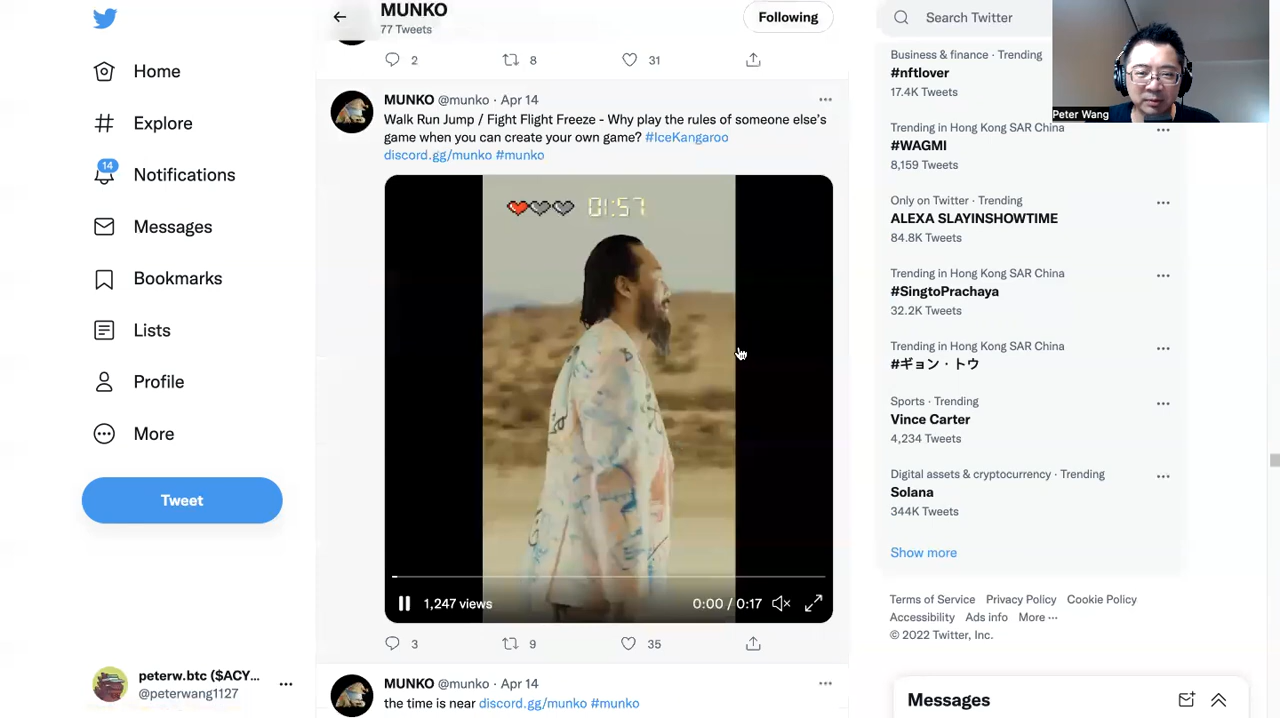 MUNKO
77 Tweets
Following
Search Twitter
Home
Explore
14
Notifications
Messages
Bookmarks
Lists
Profile
More
Tweet
peterw.btc ($ACY...
@peterwang1127
2
8
31
MUNKO @munko · Apr 14
Walk Run Jump / Fight Flight Freeze - Why play the rules of someone else's
game when you can create your own game? #IceKangaroo
discord.gg/munko #munko
01:57
1,247 views
0:00 / 0:17
3
9
35
MUNKO @munko · Apr 14
the time is near discord.gg/munko #munko
Business & finance · Trending
#nftlover
17.4K Tweets
Peter Wang
Trending in Hong Kong SAR China
#WAGMI
8,159 Tweets
Only on Twitter · Trending
ALEXA SLAYINSHOWTIME
84.8K Tweets
Trending in Hong Kong SAR China
#SingtoPrachaya
32.2K Tweets
Trending in Hong Kong SAR China
#ギョン・トウ
Sports · Trending
Vince Carter
4,234 Tweets
Digital assets & cryptocurrency · Trending
Solana
344K Tweets
Show more
Terms of Service Privacy Policy Cookie Policy
Accessibility Ads info More ···
© 2022 Twitter, Inc.
Messages